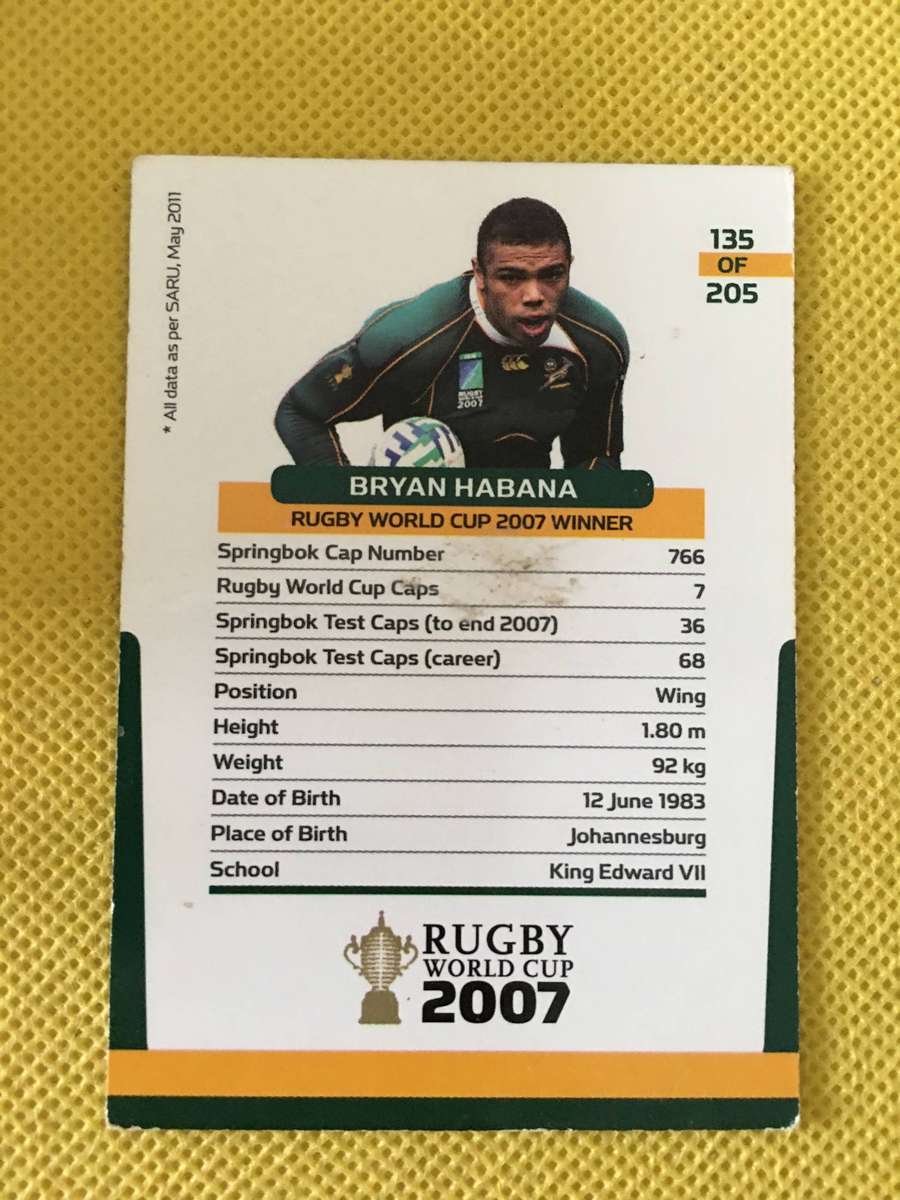 * All data as per SARU, May 2011
135
OF
205
RUGBY
2007
BRYAN HABANA
RUGBY WORLD CUP 2007 WINNER
Springbok Cap Number 766
Rugby World Cup Caps 7
Springbok Test Caps (to end 2007) 36
Springbok Test Caps (career) 68
Position Wing
Height 1.80 m
Weight 92 kg
Date of Birth 12 June 1983
Place of Birth Johannesburg
School King Edward VII
RUGBY
WORLD CUP
2007